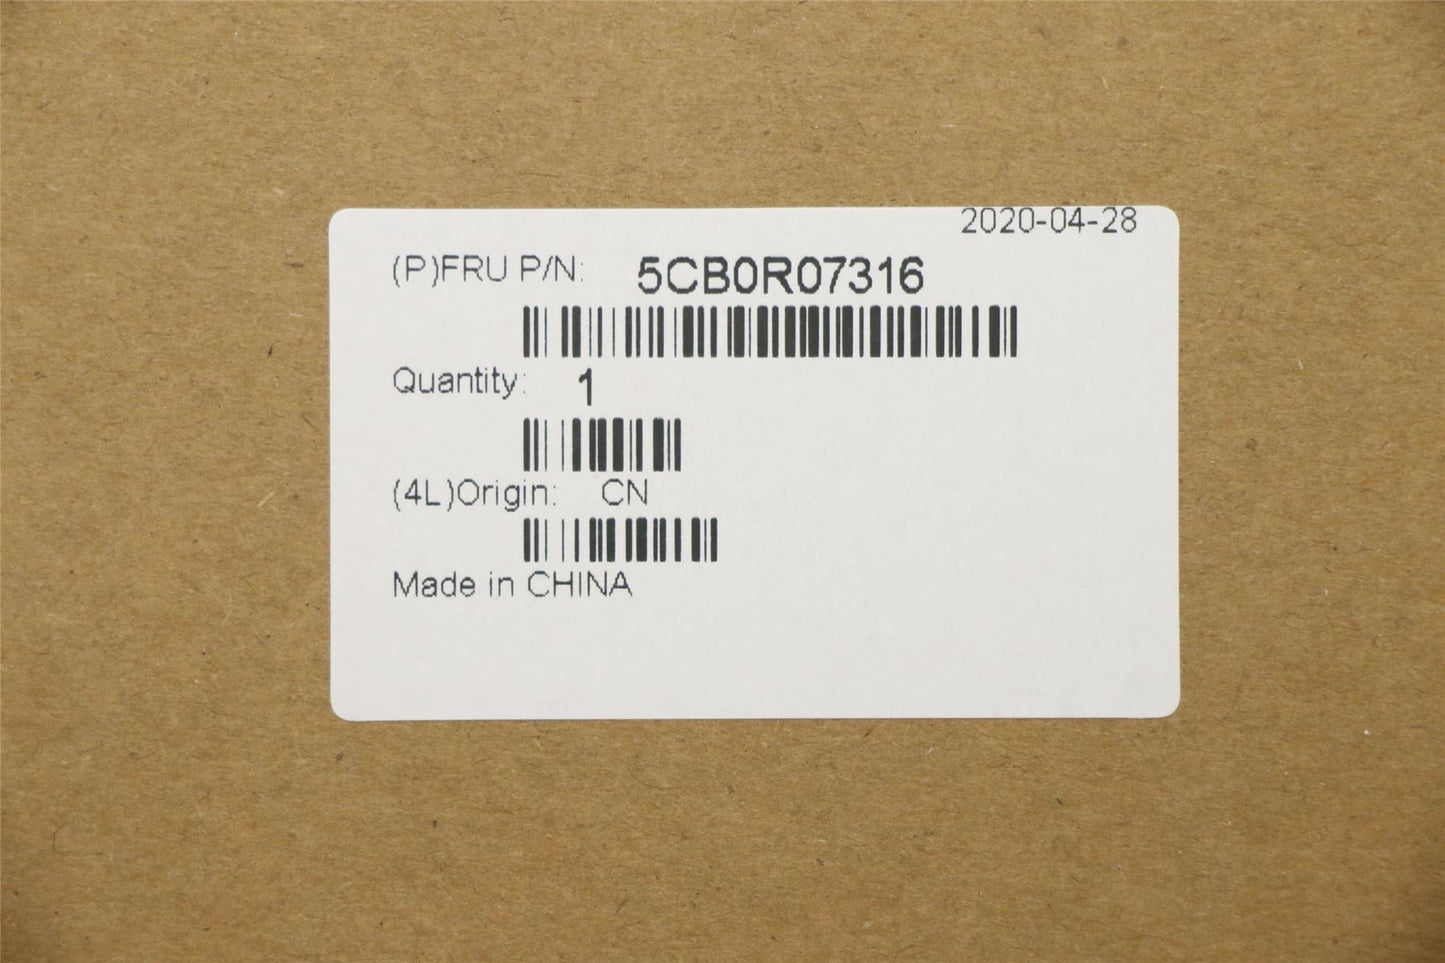 2020-04-28
(P)FRU P/N: 5CB0R07316
Quantity: 1
(4L)Origin: CN
Made in CHINA